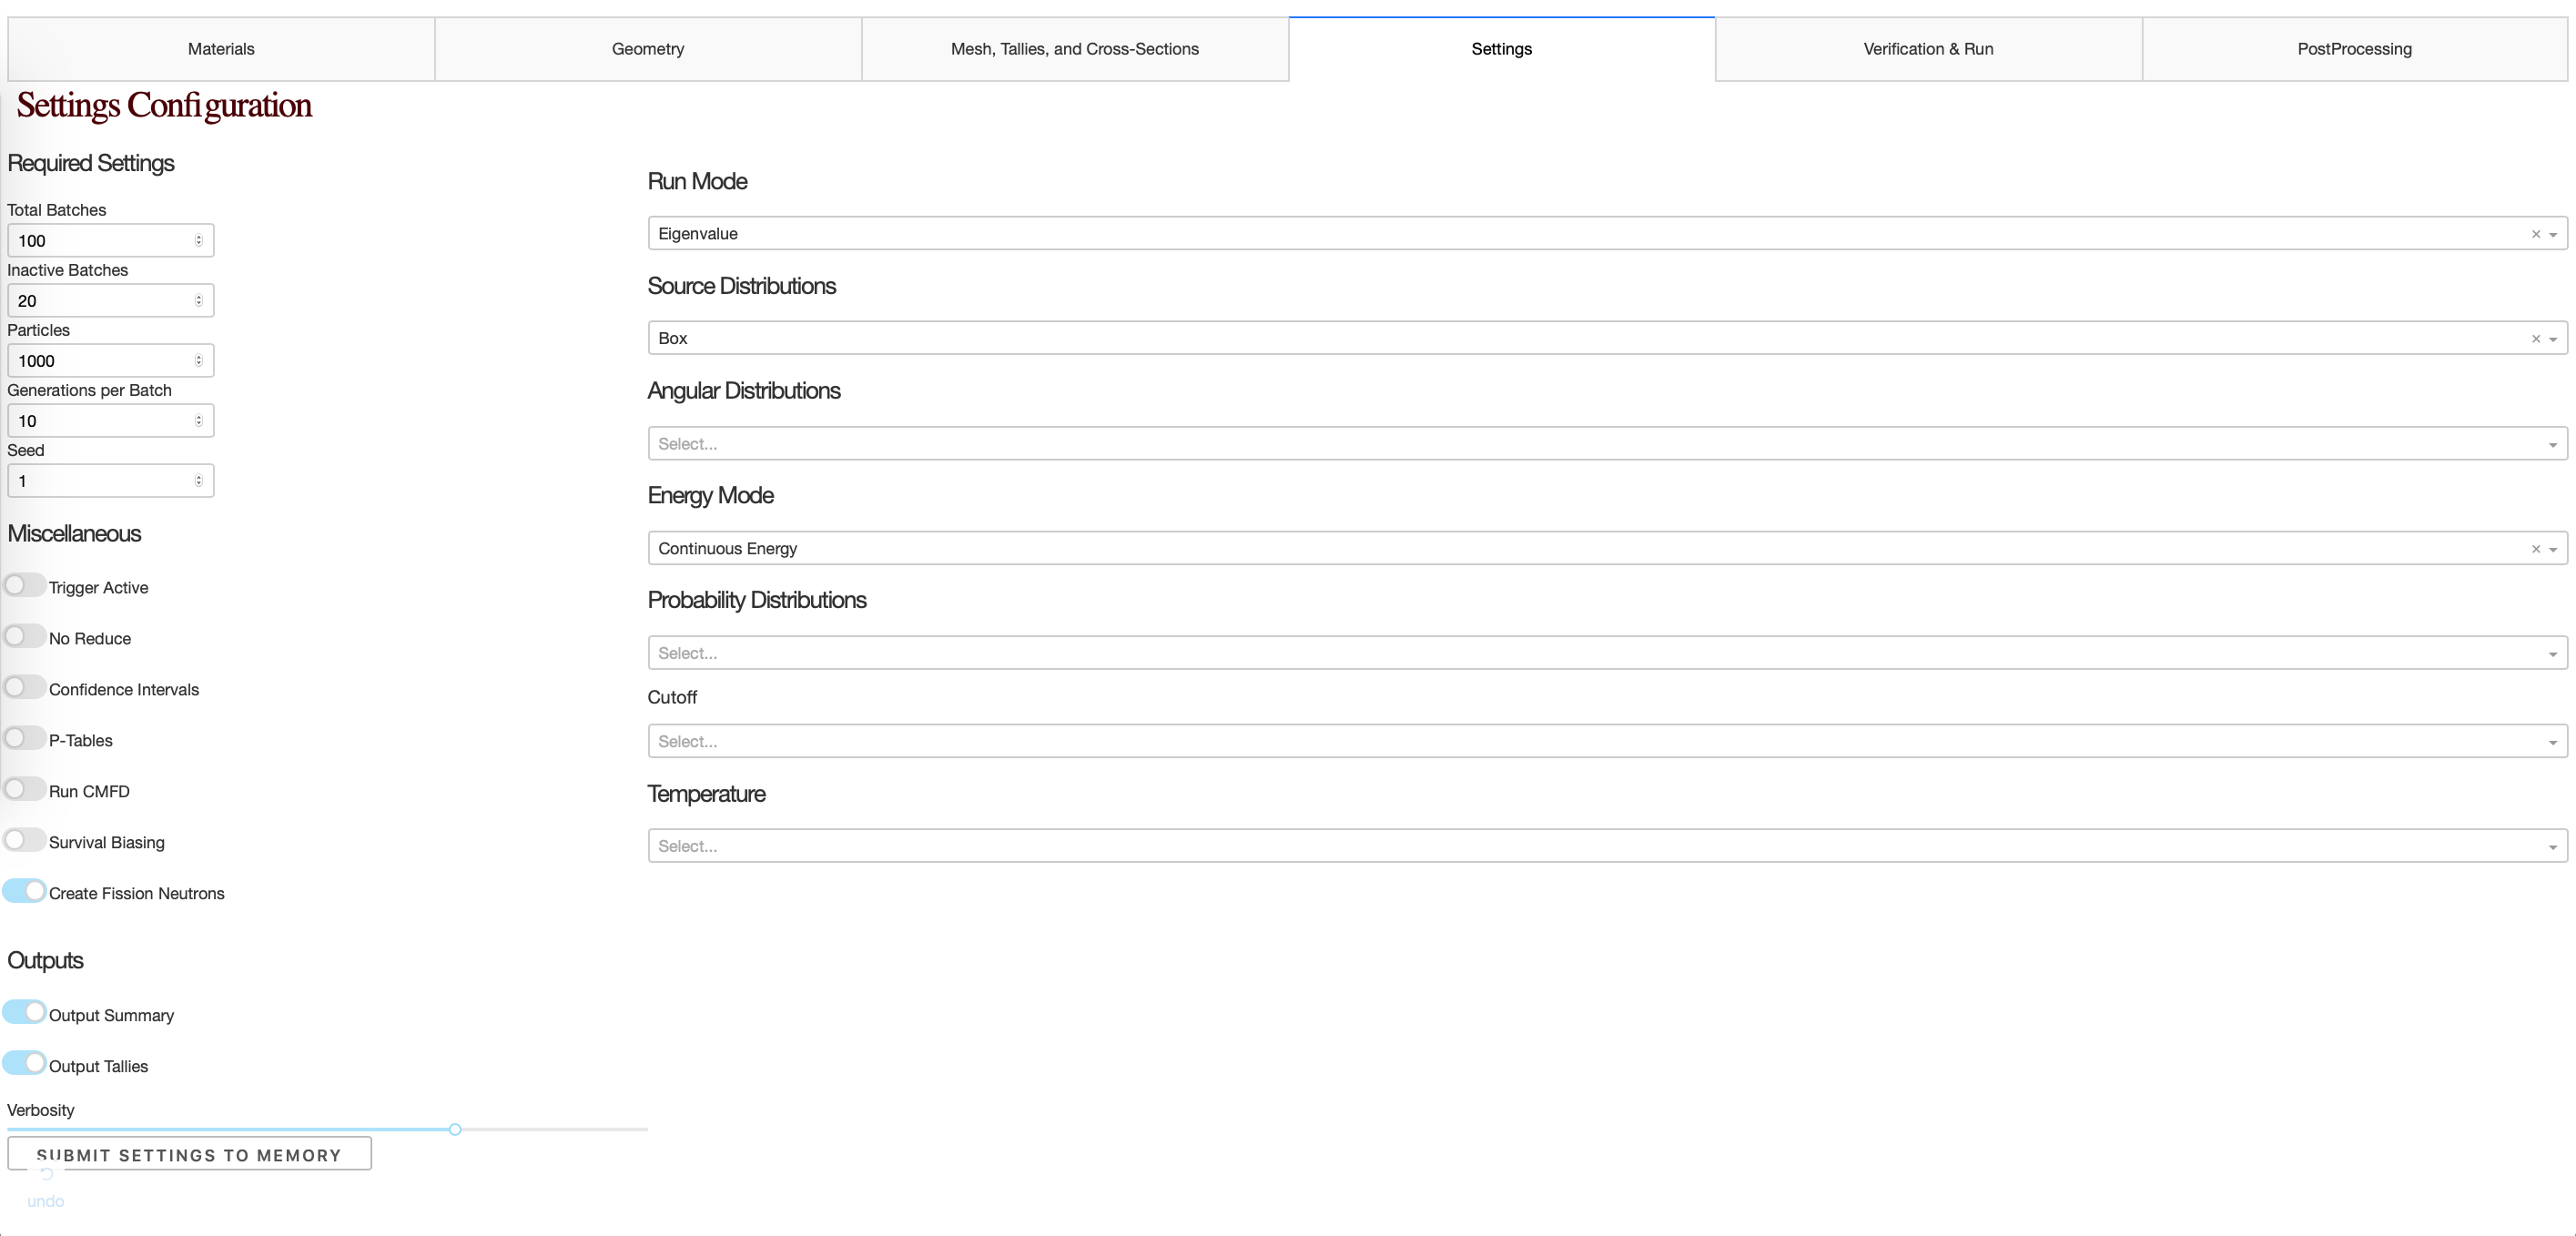 Materials
Geometry
Mesh, Tallies, and Cross-Sections
Settings
Verification & Run
PostProcessing
Settings Configuration
Required Settings
Total Batches
100
Inactive Batches
20
Particles
1000
Generations per Batch
10
Seed
1
Miscellaneous
Trigger Active
No Reduce
Confidence Intervals
P-Tables
Run CMFD
Survival Biasing
Create Fission Neutrons
Outputs
Output Summary
Output Tallies
Verbosity
SUBMIT SETTINGS TO MEMORY
undo
Run Mode
Eigenvalue
Source Distributions
Box
Angular Distributions
Select...
Energy Mode
Continuous Energy
Probability Distributions
Select...
Cutoff
Select...
Temperature
Select...